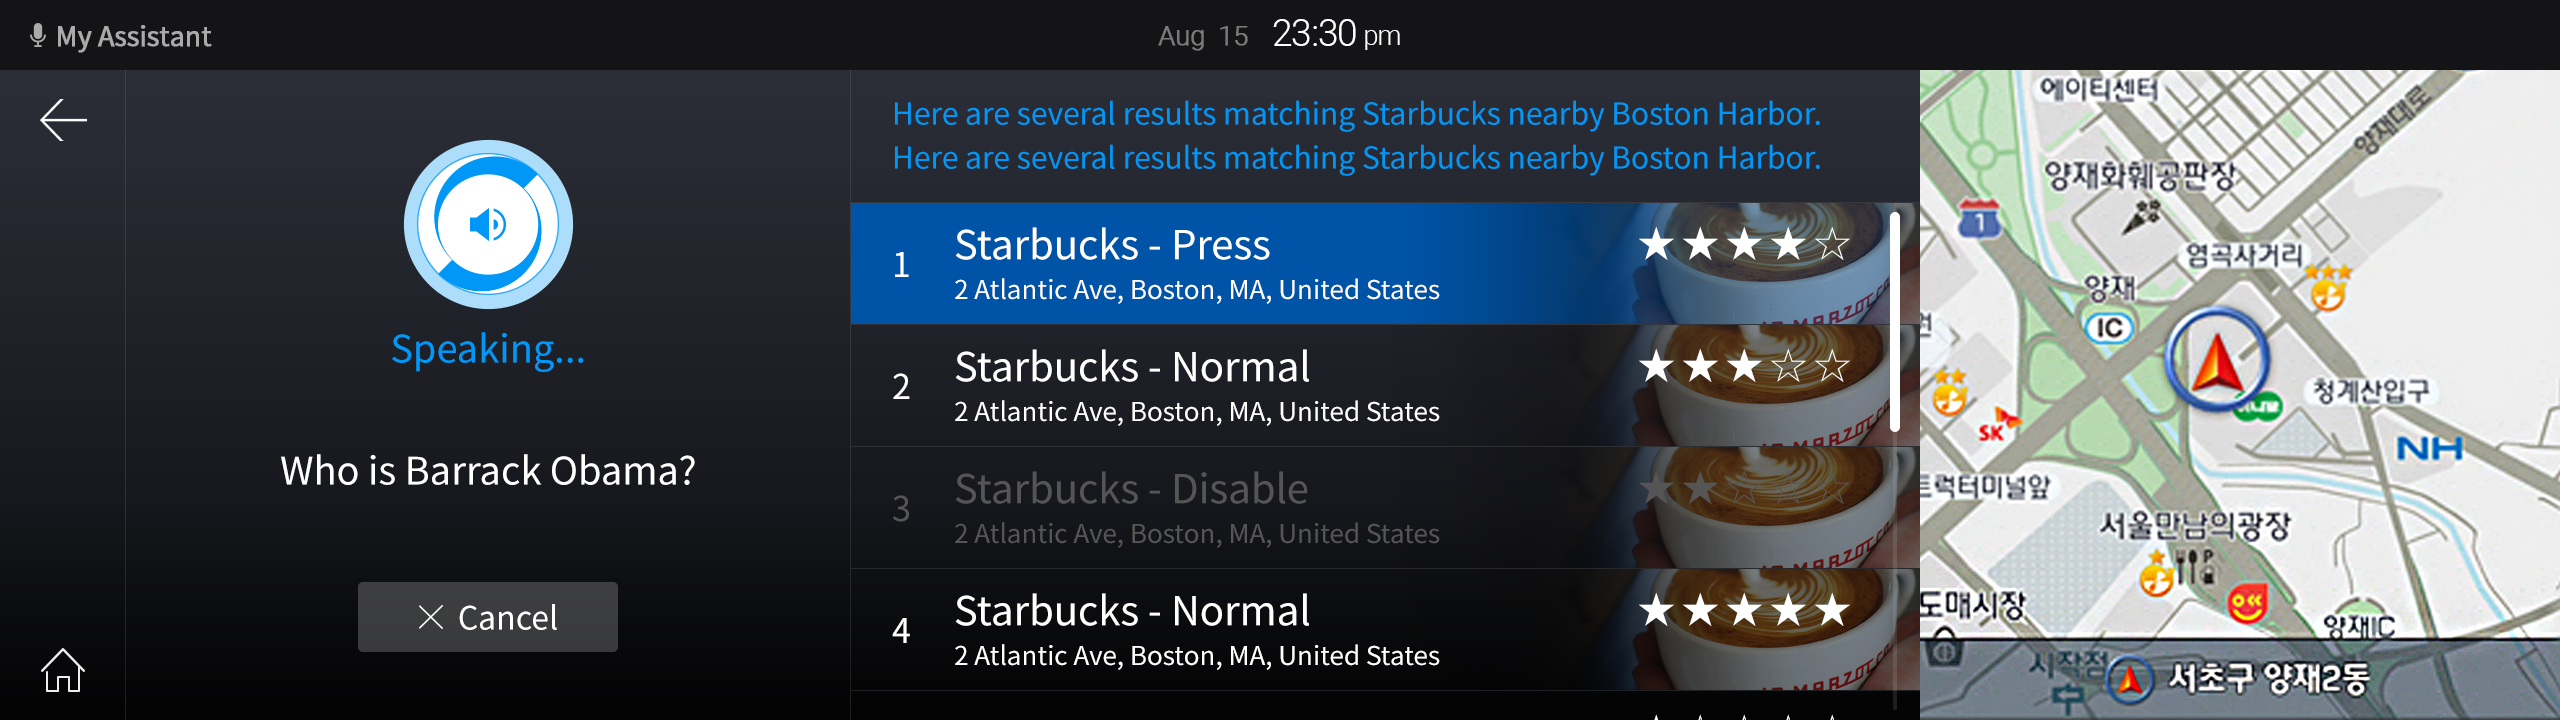 My Assistant
Aug 15 23:30 pm
Speaking...
Who is Barrack Obama?
Cancel
Here are several results matching Starbucks nearby Boston Harbor.
Here are several results matching Starbucks nearby Boston Harbor.
1
Starbucks - Press
2 Atlantic Ave, Boston, MA, United States
2
Starbucks - Normal
2 Atlantic Ave, Boston, MA, United States
3
Starbucks - Disable
2 Atlantic Ave, Boston, MA, United States
4
Starbucks - Normal
2 Atlantic Ave, Boston, MA, United States
에이티센터
양재대로
양재화훼공판장
1
염곡사거리
양재
IC
청계산입구
SK
NH
트럭터미널앞
서울만남의광장
P
도매시장
양재IC
시작점
서초구 양재2동